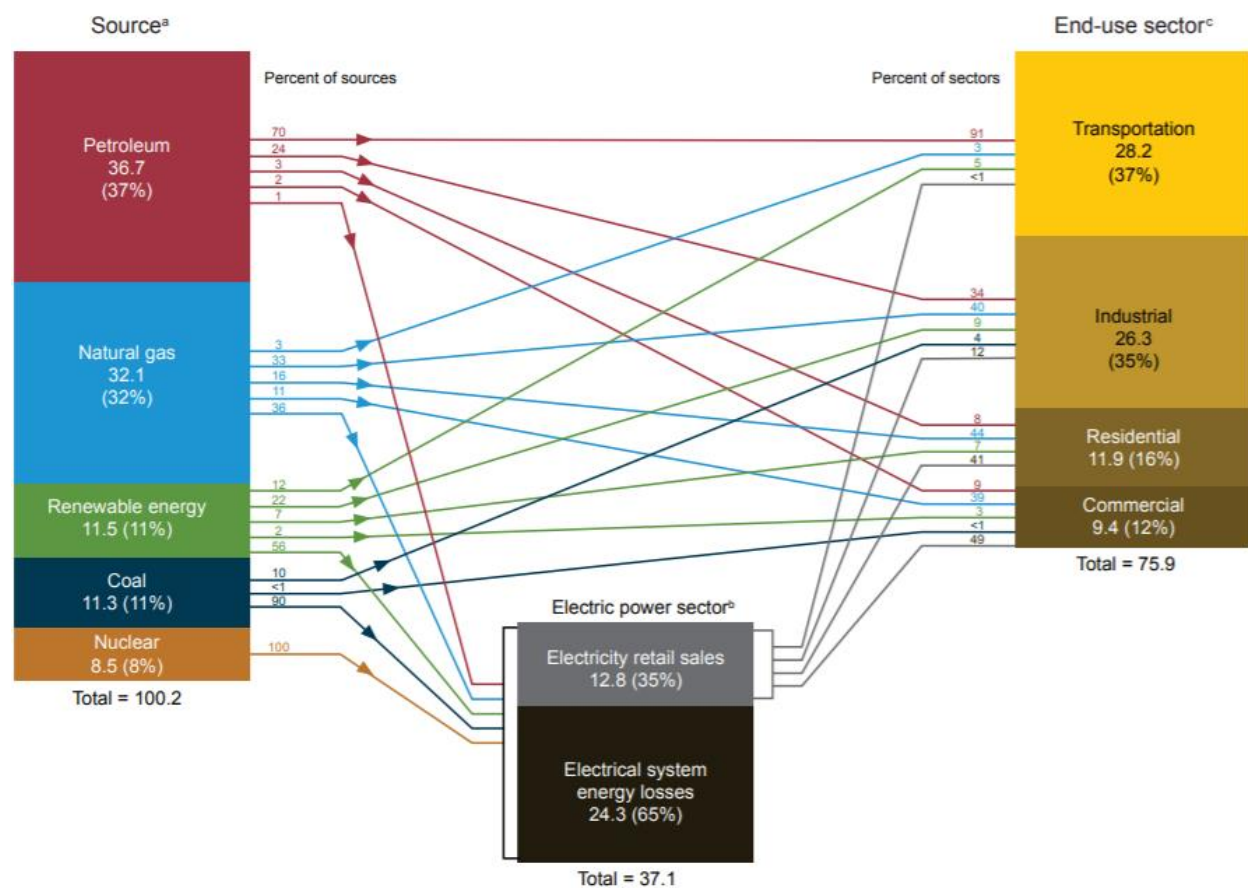 Sourceᵃ
End-use sectorᶜ
Percent of sources
Percent of sectors
Petroleum
36.7
(37%)
70
24
3
2
1
Natural gas
32.1
(32%)
3
33
16
11
36
Renewable energy
11.5 (11%)
12
22
7
2
56
Coal
11.3 (11%)
10
<1
90
Nuclear
8.5 (8%)
100
Total = 100.2
Electric power sectorᵇ
Electricity retail sales
12.8 (35%)
Electrical system
energy losses
24.3 (65%)
Total = 37.1
91
3
5
<1
Transportation
28.2
(37%)
34
40
9
4
12
Industrial
26.3
(35%)
8
44
7
41
Residential
11.9 (16%)
9
39
3
<1
49
Commercial
9.4 (12%)
Total = 75.9